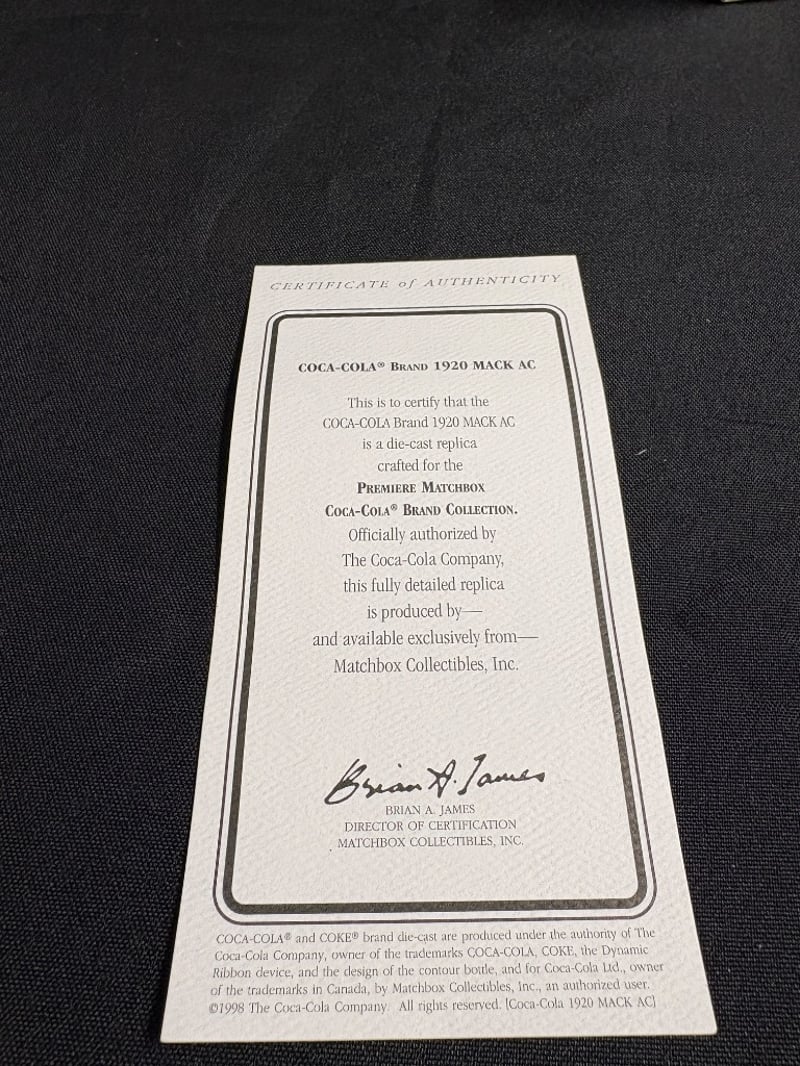 CERTIFICATE of AUTHENTICITY
COCA-COLA® BRAND 1920 MACK AC
This is to certify that the
COCA-COLA Brand 1920 MACK AC
is a die-cast replica
crafted for the
PREMIERE MATCHBOX
COCA-COLA® BRAND COLLECTION.
Officially authorized by
The Coca-Cola Company,
this fully detailed replica
is produced by—
and available exclusively from—
Matchbox Collectibles, Inc.
Brian A. James
BRIAN A. JAMES
DIRECTOR OF CERTIFICATION
MATCHBOX COLLECTIBLES, INC.
COCA-COLA® and COKE® brand die-cast are produced under the authority of The
Coca-Cola Company, owner of the trademarks COCA-COLA, COKE, the Dynamic
Ribbon device, and the design of the contour bottle, and for Coca-Cola Ltd., owner
of the trademarks in Canada, by Matchbox Collectibles, Inc., an authorized user.
©1998 The Coca-Cola Company. All rights reserved. [Coca-Cola 1920 MACK AC]